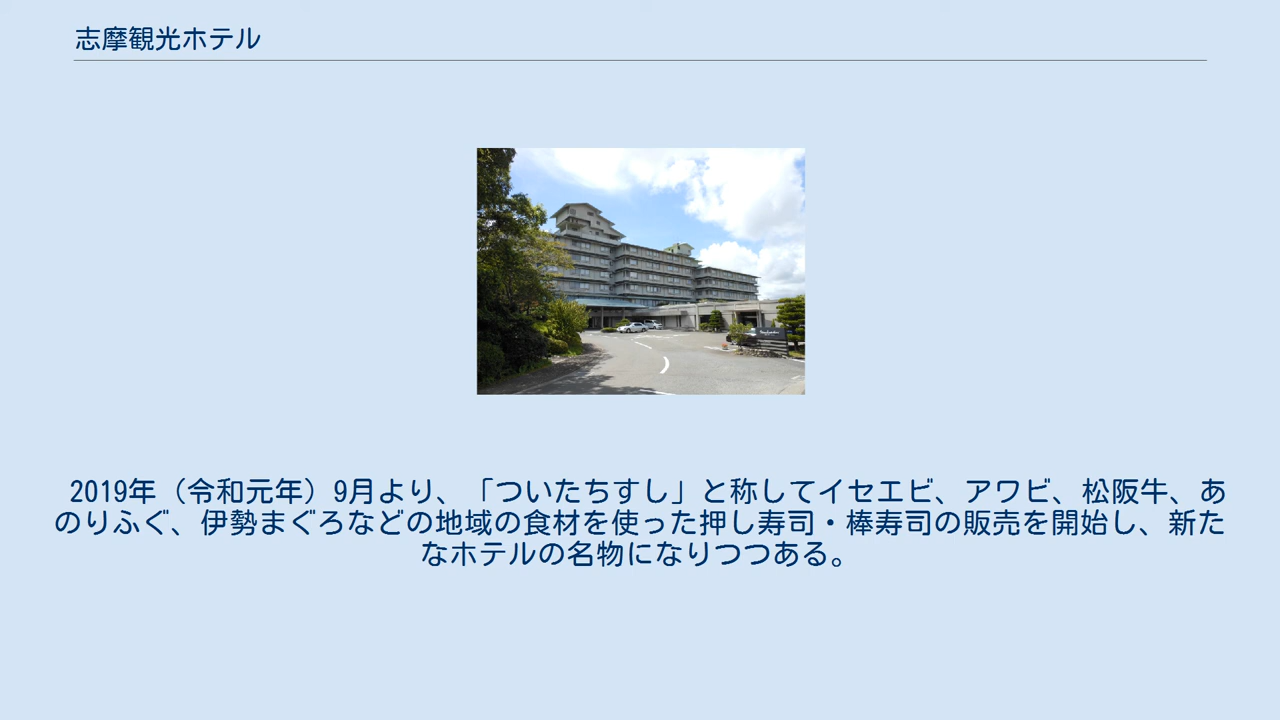 志摩観光ホテル
2019年（令和元年）9月より、「ついたちすし」と称してイセエビ、アワビ、松阪牛、あ
のりふぐ、伊勢まぐろなどの地域の食材を使った押し寿司・棒寿司の販売を開始し、新た
なホテルの名物になりつつある。